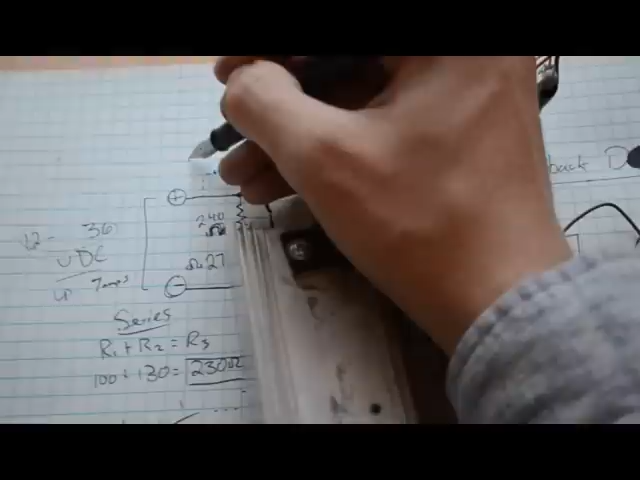 back D
240
Ω27
12 - 36
VDC
up 7amps
Series
R1 + R2 = R3
100 + 130 = 230Ω